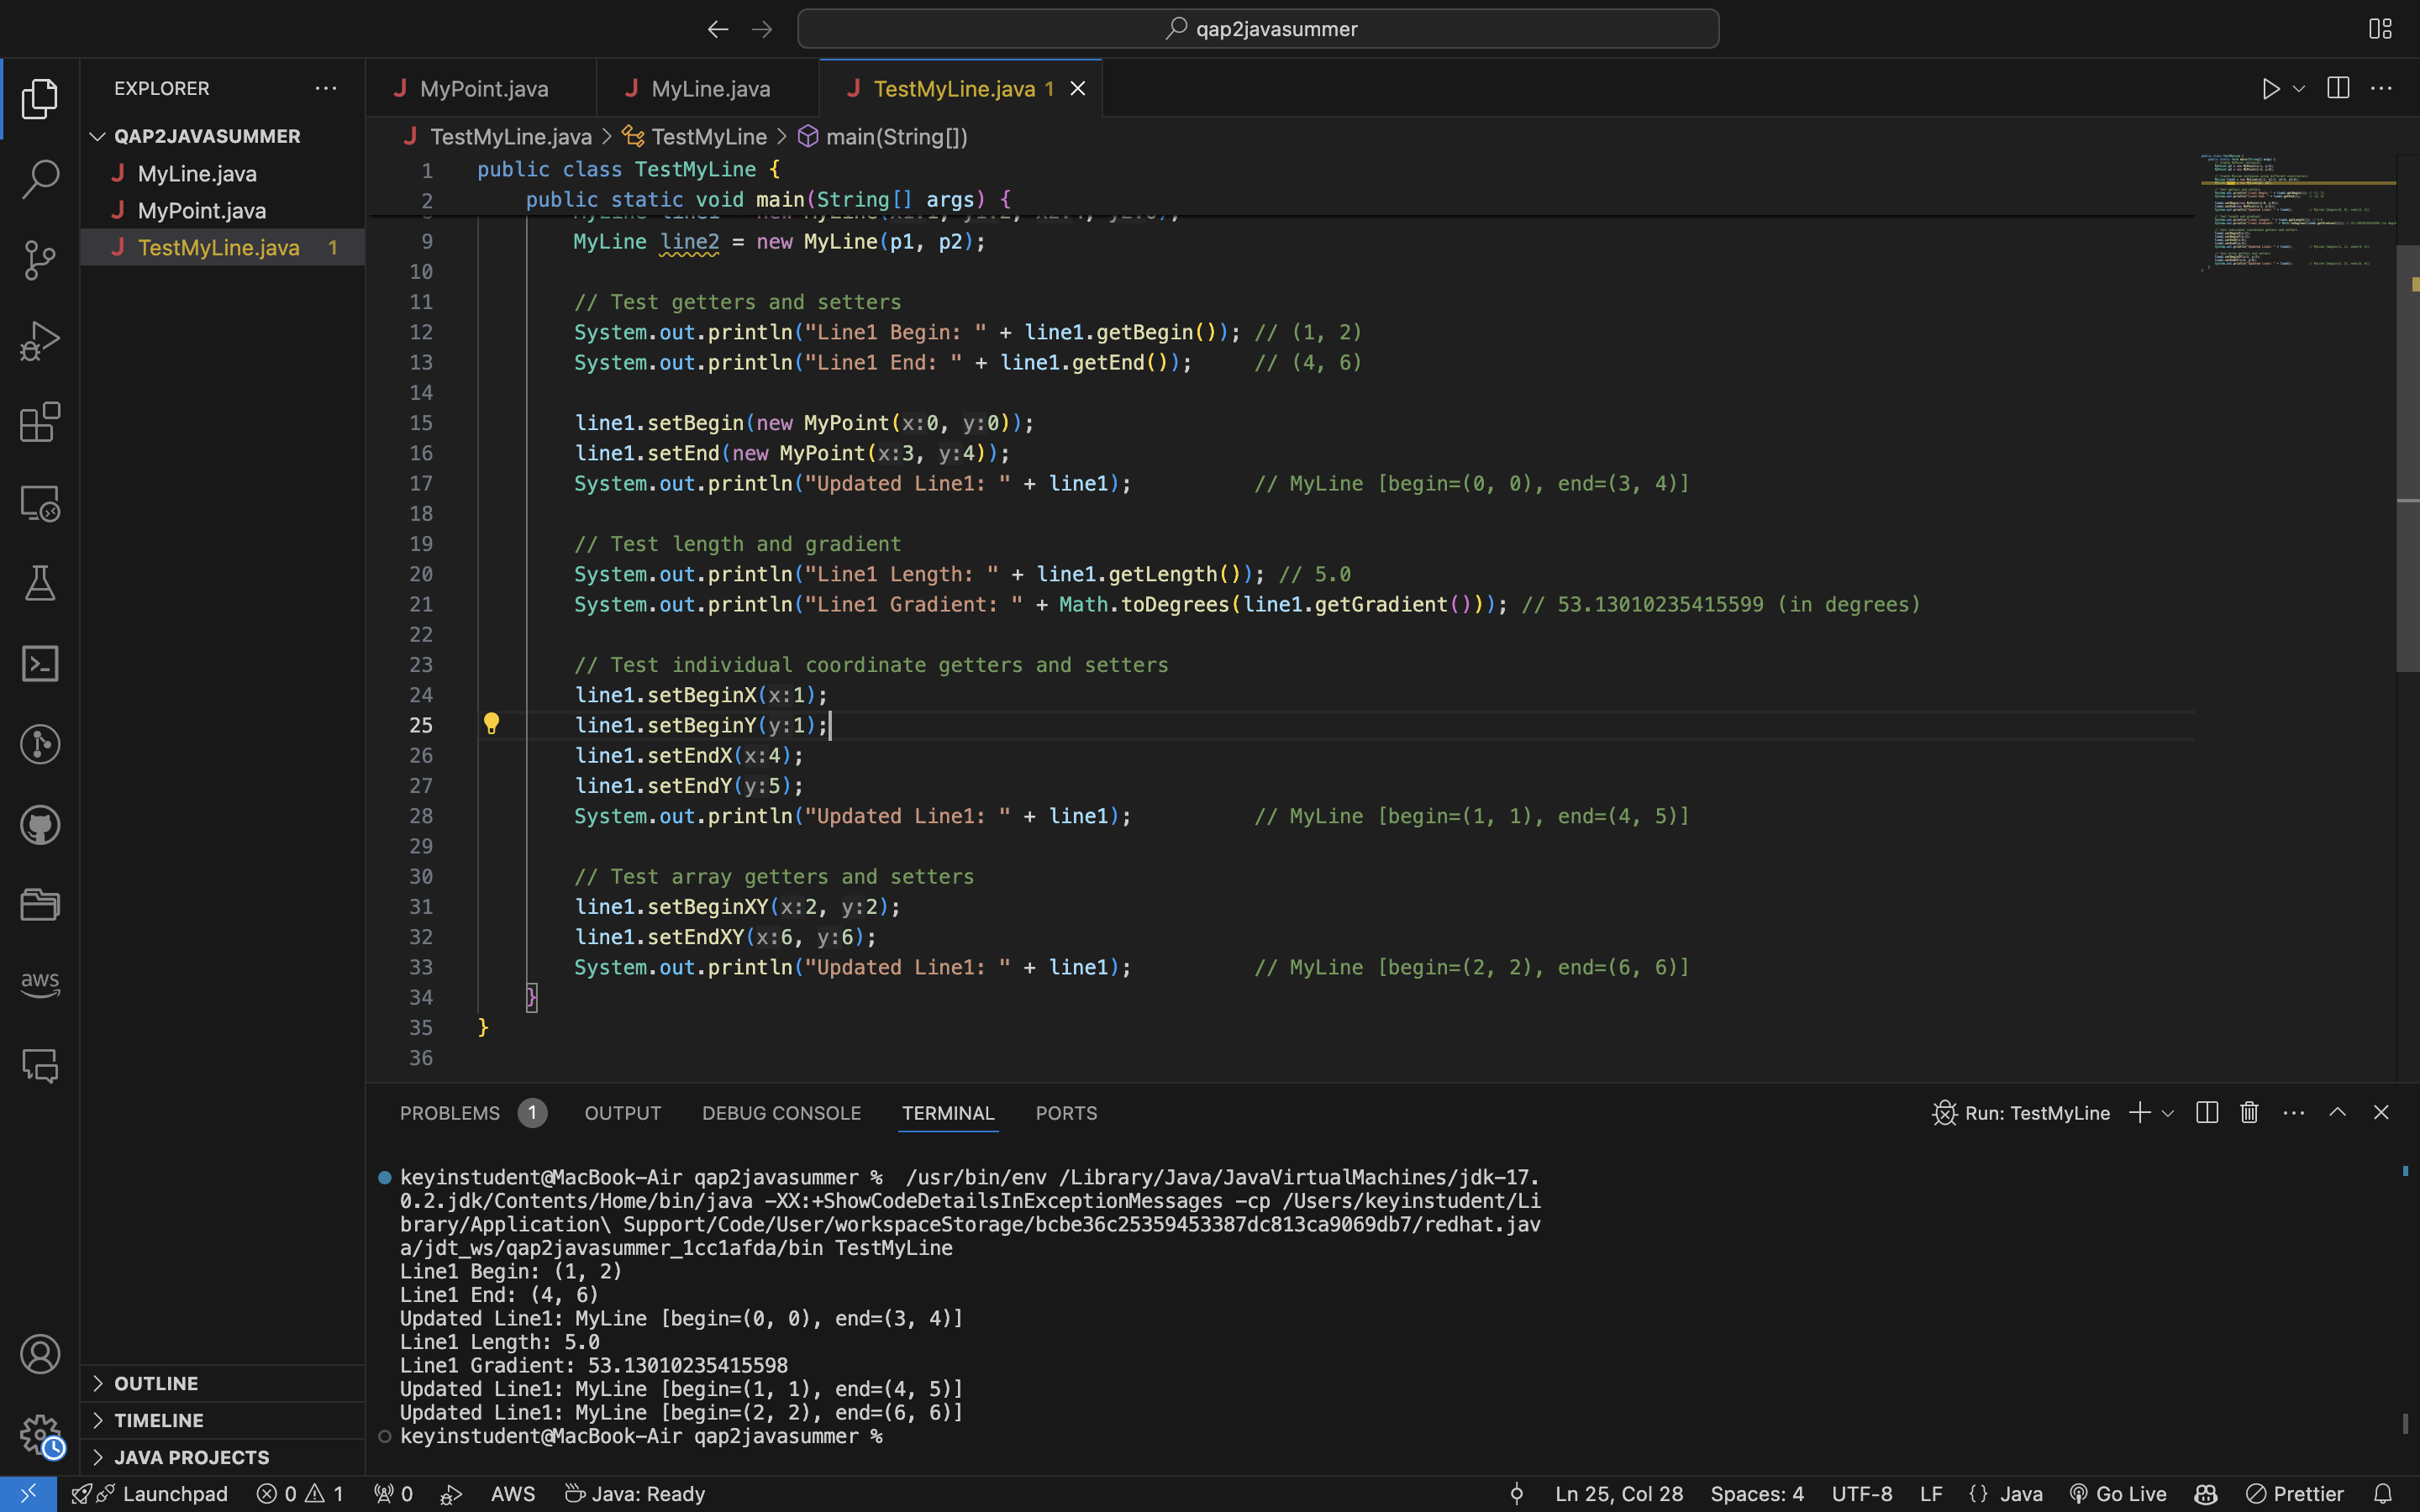 qap2javasummer
EXPLORER
QAP2JAVASUMMER
MyLine.java
MyPoint.java
TestMyLine.java 1
OUTLINE
TIMELINE
JAVA PROJECTS
MyPoint.java
MyLine.java
TestMyLine.java 1
TestMyLine.java > TestMyLine > main(String[])
1 public class TestMyLine {
2 public static void main(String[] args) {
9 MyLine line2 = new MyLine(p1, p2);
10
11 // Test getters and setters
12 System.out.println("Line1 Begin: " + line1.getBegin()); // (1, 2)
13 System.out.println("Line1 End: " + line1.getEnd()); // (4, 6)
14
15 line1.setBegin(new MyPoint(x:0, y:0));
16 line1.setEnd(new MyPoint(x:3, y:4));
17 System.out.println("Updated Line1: " + line1); // MyLine [begin=(0, 0), end=(3, 4)]
18
19 // Test length and gradient
20 System.out.println("Line1 Length: " + line1.getLength()); // 5.0
21 System.out.println("Line1 Gradient: " + Math.toDegrees(line1.getGradient())); // 53.13010235415599 (in degrees)
22
23 // Test individual coordinate getters and setters
24 line1.setBeginX(x:1);
25 line1.setBeginY(y:1);
26 line1.setEndX(x:4);
27 line1.setEndY(y:5);
28 System.out.println("Updated Line1: " + line1); // MyLine [begin=(1, 1), end=(4, 5)]
29
30 // Test array getters and setters
31 line1.setBeginXY(x:2, y:2);
32 line1.setEndXY(x:6, y:6);
33 System.out.println("Updated Line1: " + line1); // MyLine [begin=(2, 2), end=(6, 6)]
34 }
35 }
36
aws
PROBLEMS 1 OUTPUT DEBUG CONSOLE TERMINAL PORTS
Run: TestMyLine
keyinstudent@MacBook-Air qap2javasummer % /usr/bin/env /Library/Java/JavaVirtualMachines/jdk-17.
0.2.jdk/Contents/Home/bin/java -XX:+ShowCodeDetailsInExceptionMessages -cp /Users/keyinstudent/Li
brary/Application\ Support/Code/User/workspaceStorage/bcbe36c25359453387dc813ca9069db7/redhat.jav
a/jdt_ws/qap2javasummer_1cc1afda/bin TestMyLine
Line1 Begin: (1, 2)
Line1 End: (4, 6)
Updated Line1: MyLine [begin=(0, 0), end=(3, 4)]
Line1 Length: 5.0
Line1 Gradient: 53.13010235415598
Updated Line1: MyLine [begin=(1, 1), end=(4, 5)]
Updated Line1: MyLine [begin=(2, 2), end=(6, 6)]
keyinstudent@MacBook-Air qap2javasummer %
Launchpad 0 1 0 AWS Java: Ready
Ln 25, Col 28 Spaces: 4 UTF-8 LF {} Java Go Live Prettier